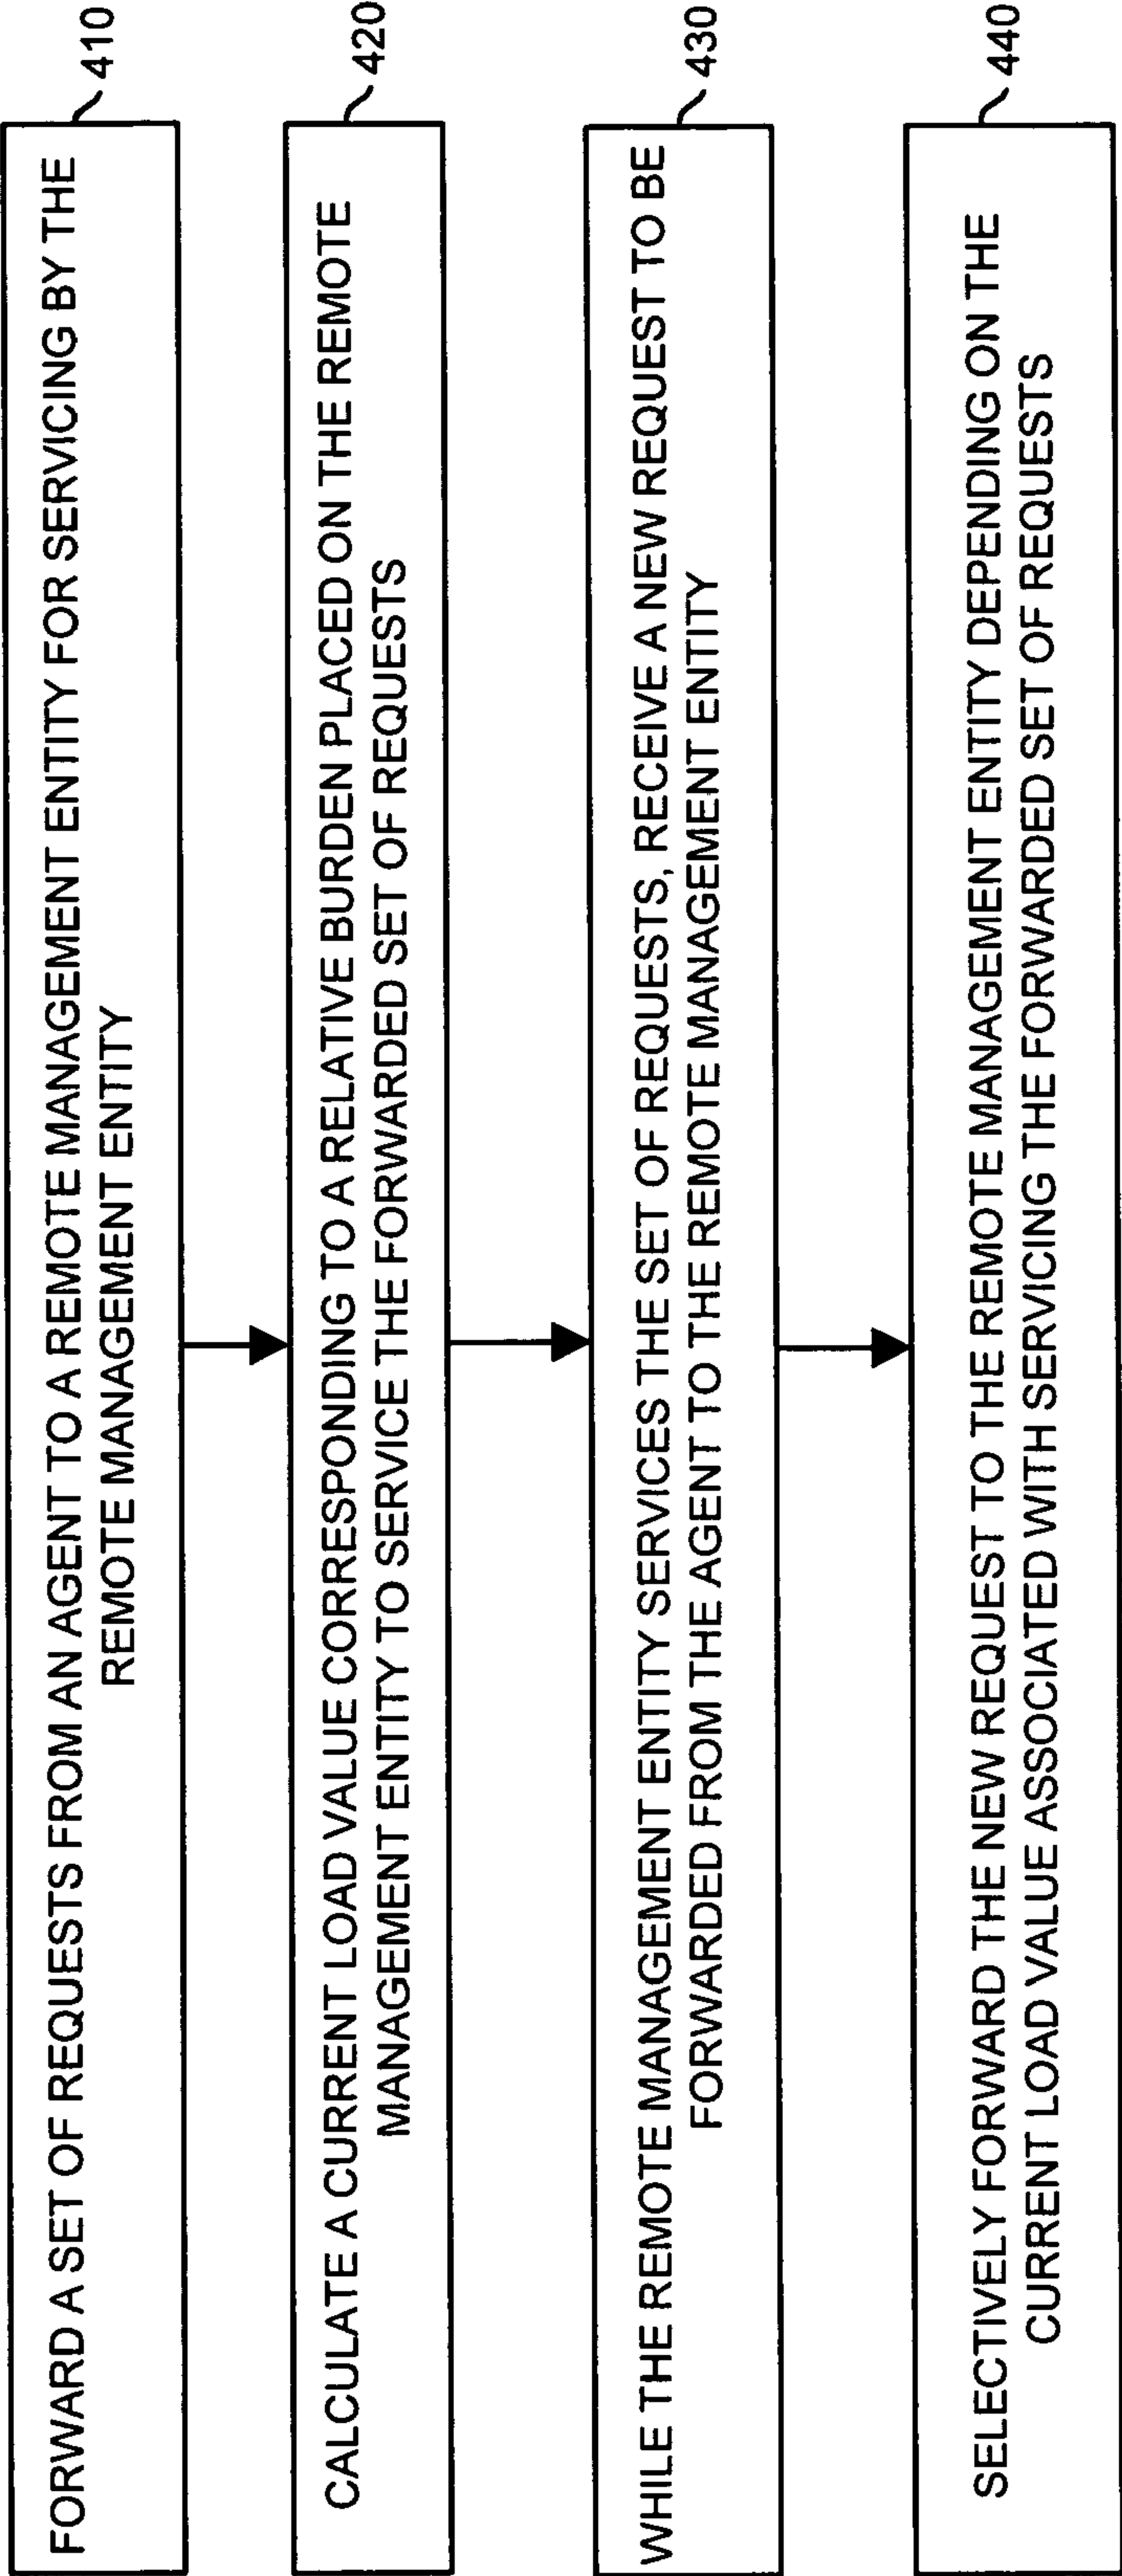 FORWARD A SET OF REQUESTS FROM AN AGENT TO A REMOTE MANAGEMENT ENTITY FOR SERVICING BY THE
REMOTE MANAGEMENT ENTITY
410
CALCULATE A CURRENT LOAD VALUE CORRESPONDING TO A RELATIVE BURDEN PLACED ON THE REMOTE
MANAGEMENT ENTITY TO SERVICE THE FORWARDED SET OF REQUESTS
420
WHILE THE REMOTE MANAGEMENT ENTITY SERVICES THE SET OF REQUESTS, RECEIVE A NEW REQUEST TO BE
FORWARDED FROM THE AGENT TO THE REMOTE MANAGEMENT ENTITY
430
SELECTIVELY FORWARD THE NEW REQUEST TO THE REMOTE MANAGEMENT ENTITY DEPENDING ON THE
CURRENT LOAD VALUE ASSOCIATED WITH SERVICING THE FORWARDED SET OF REQUESTS
440